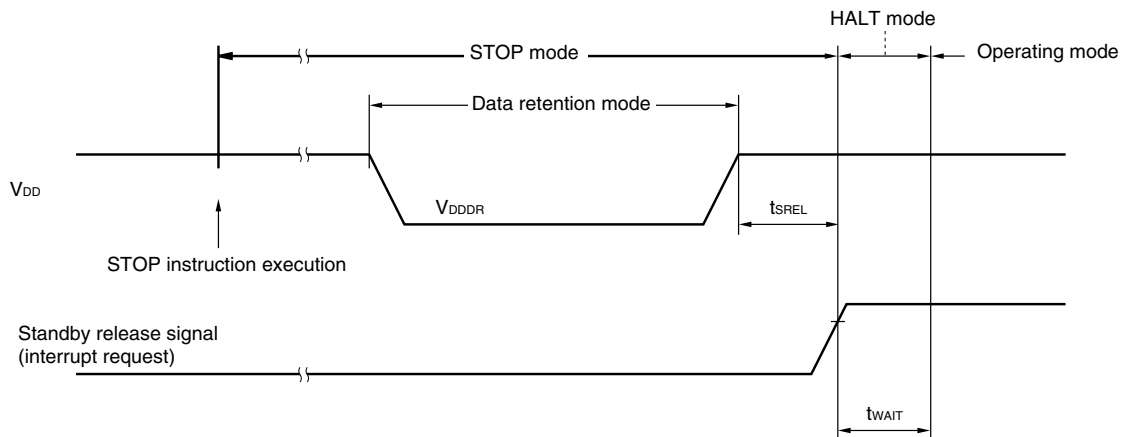 HALT mode
STOP mode
Operating mode
Data retention mode
VDD
VDDDR
tSREL
STOP instruction execution
Standby release signal
(interrupt request)
tWAIT